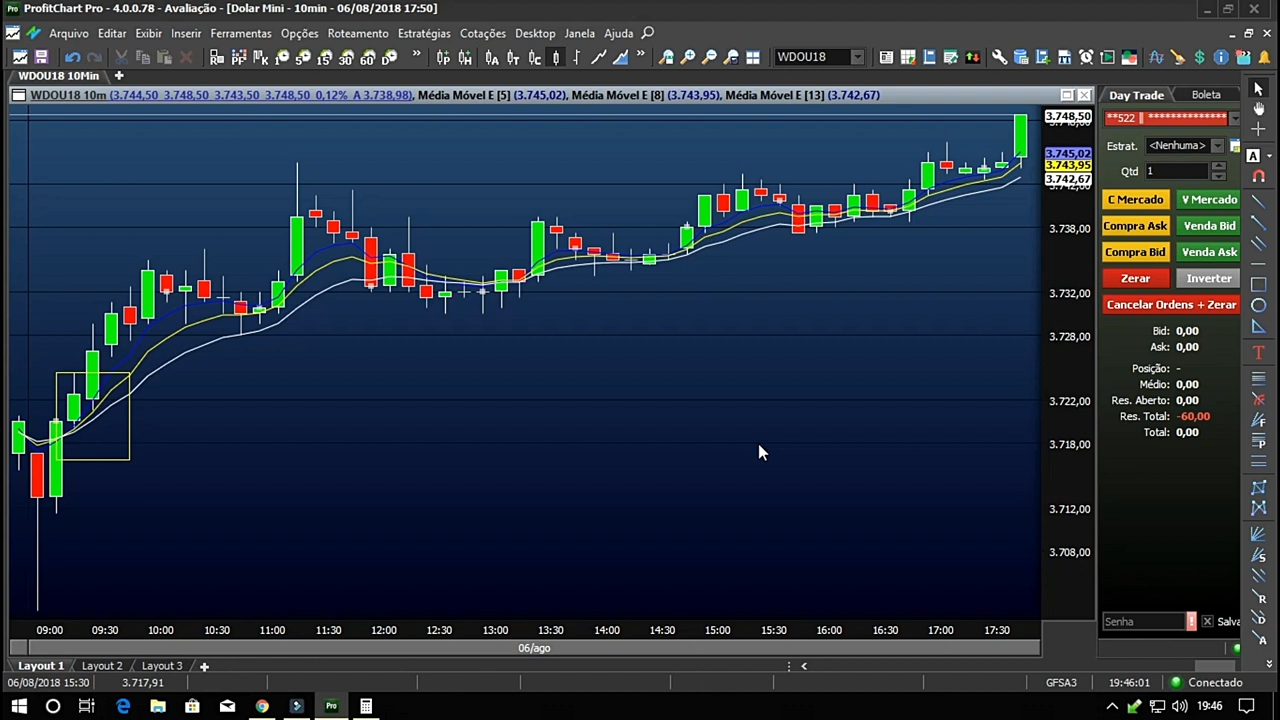 ProfitChart Pro - 4.0.0.78 - Avaliação - [Dolar Mini - 10min - 06/08/2018 17:50]
Arquivo Editar Exibir Inserir Ferramentas Opções Roteamento Estratégias Cotações Desktop Janela Ajuda
5 15 30 60 D WDOU18
WDOU18 10Min
WDOU18 10m (3.744,50 3.748,50 3.743,50 3.748,50 0,12% A 3.738,98), Média Móvel E [5] (3.745,02), Média Móvel E [8] (3.743,95), Média Móvel E [13] (3.742,67)
3.748,50
3.745,02
3.743,95
3.742,67
3.742,00
3.738,00
3.732,00
3.728,00
3.722,00
3.718,00
3.712,00
3.708,00
09:00 09:30 10:00 10:30 11:00 11:30 12:00 12:30 13:00 13:30 14:00 14:30 15:00 15:30 16:00 16:30 17:00 17:30
06/ago
Day Trade Boleta
**522 || **************
Estrat. <Nenhuma>
Qtd 1
C Mercado V Mercado
Compra Ask Venda Bid
Compra Bid Venda Ask
Zerar Inverter
Cancelar Ordens + Zerar
Bid: 0,00
Ask: 0,00
Posição: -
Médio: 0,00
Res. Aberto: 0,00
Res. Total: -60,00
Total: 0,00
Senha ! Salva
Layout 1 Layout 2 Layout 3
06/08/2018 15:30 3.717,91 GFSA3 19:46:01 Conectado
Pro 19:46